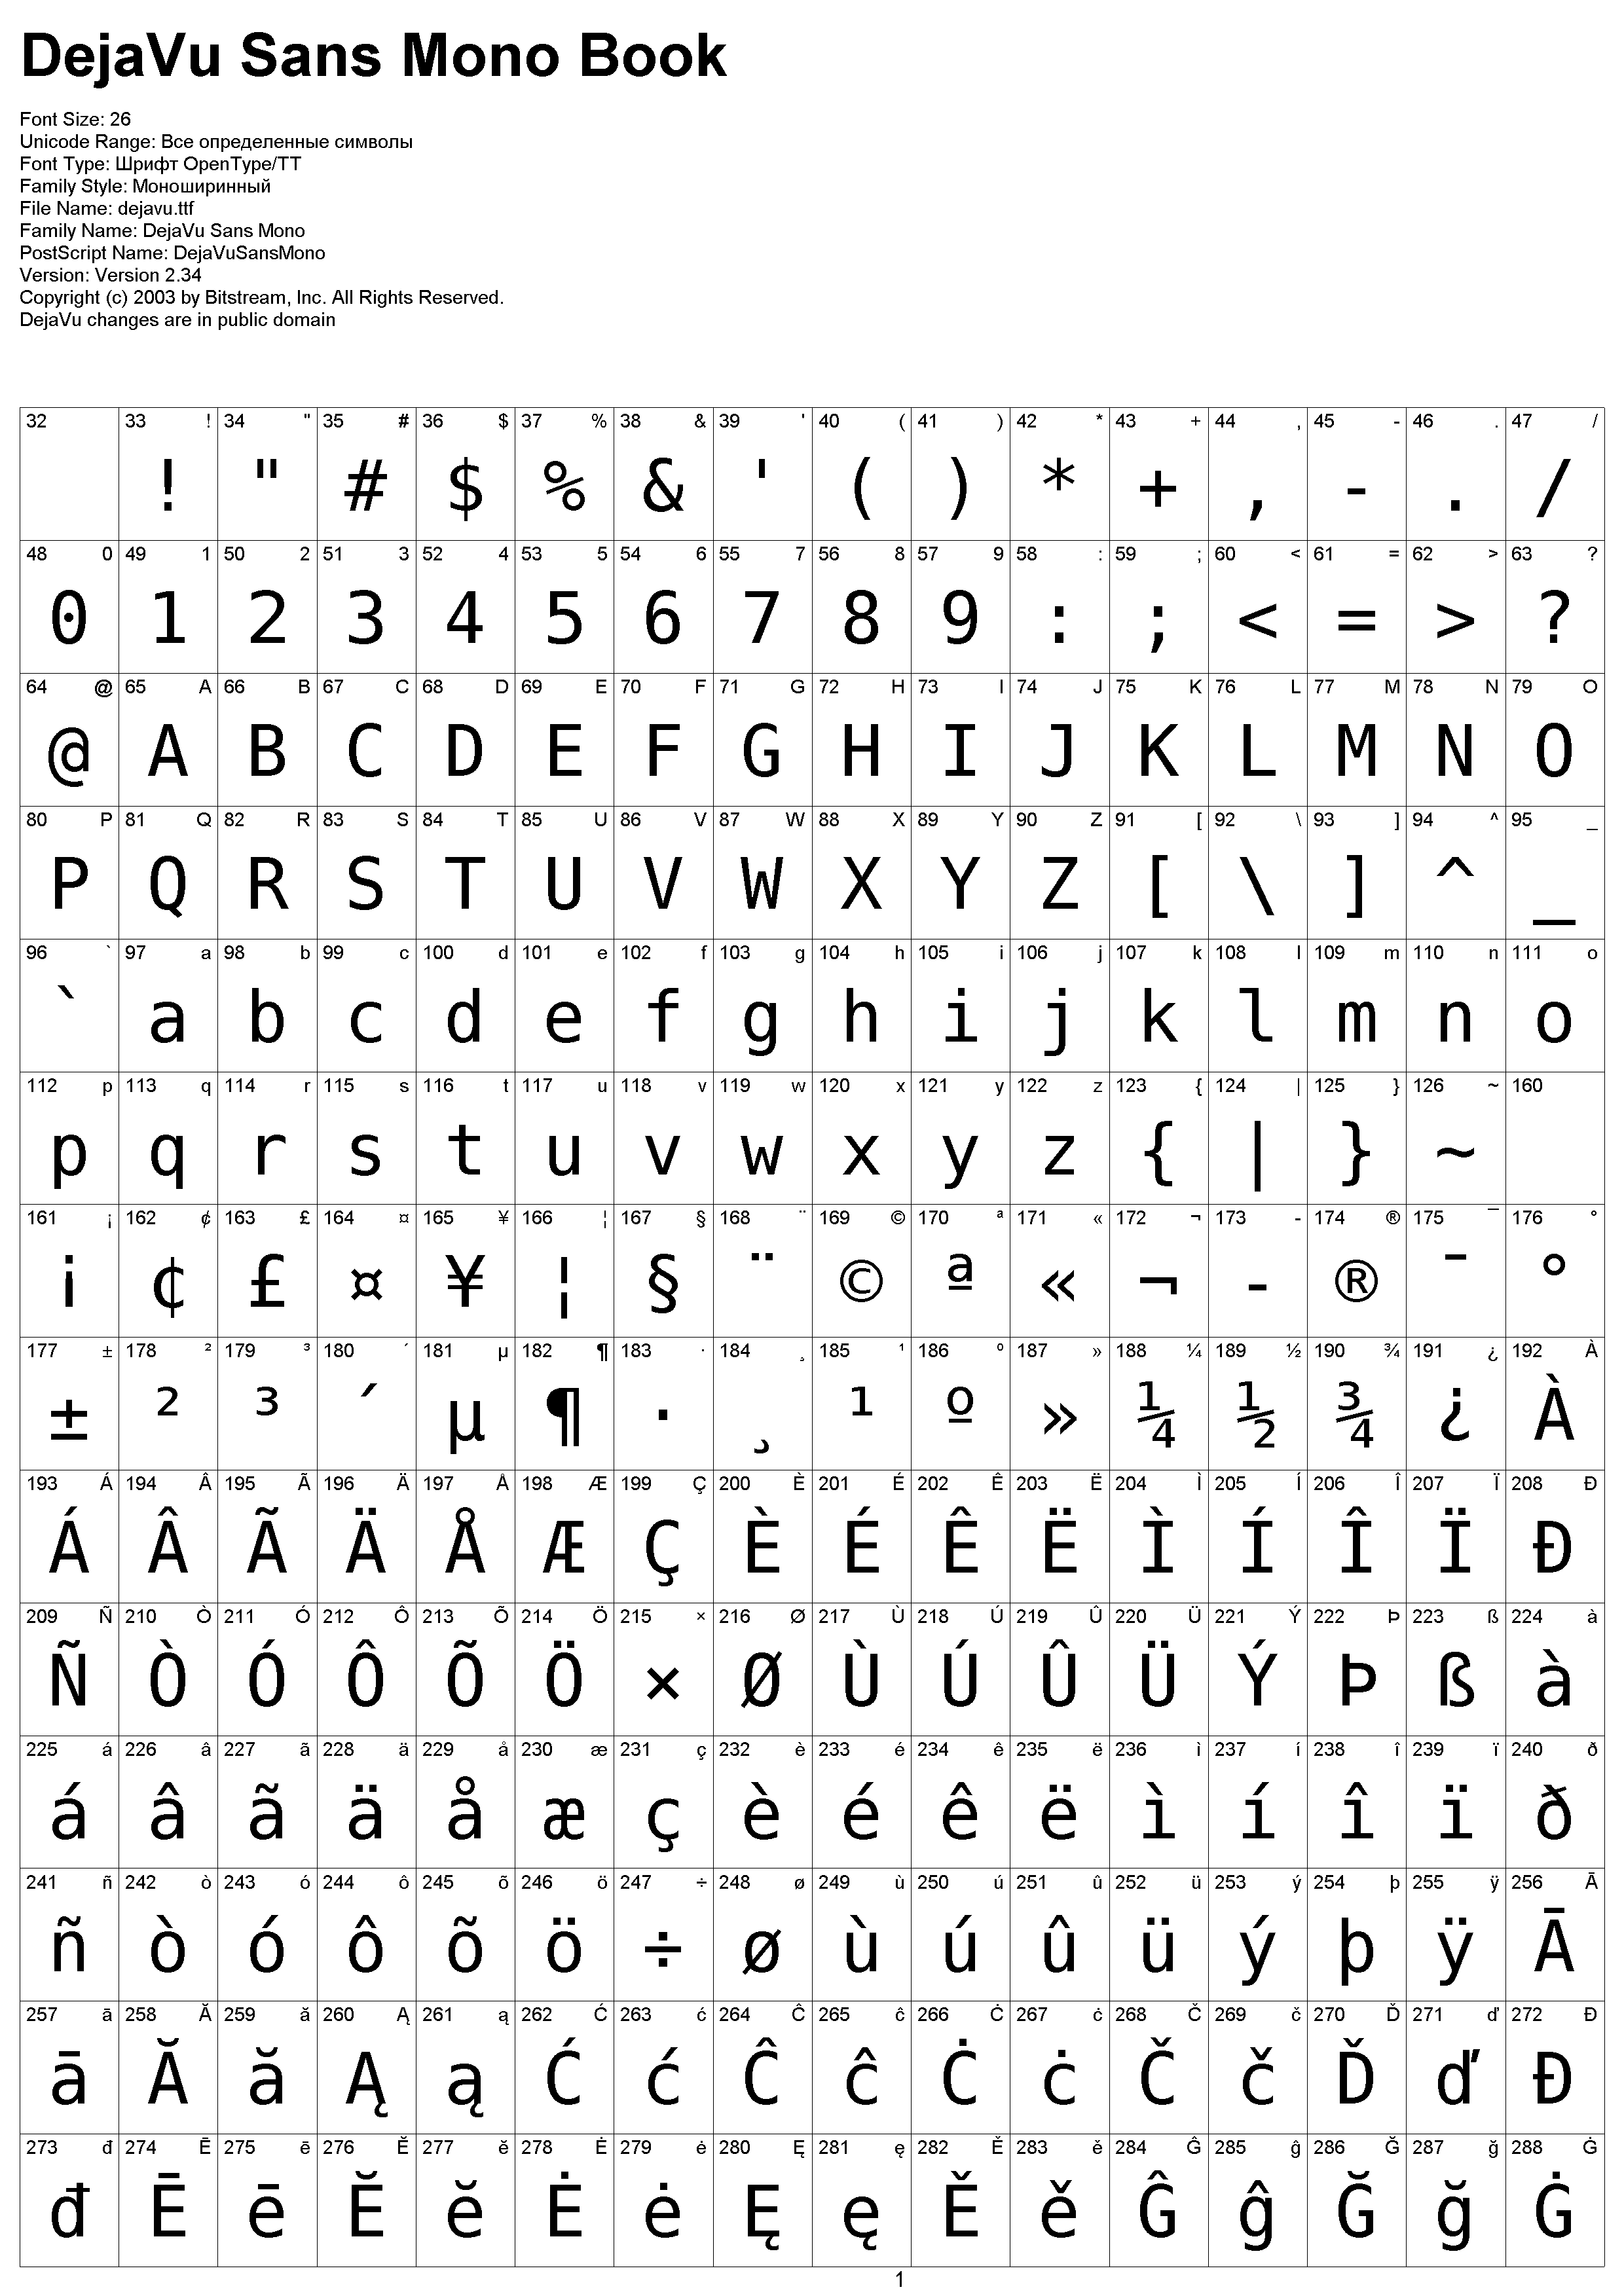 DejaVu Sans Mono Book
Font Size: 26
Unicode Range: Все определенные символы
Font Type: Шрифт OpenType/TT
Family Style: Моноширинный
File Name: dejavu.ttf
Family Name: DejaVu Sans Mono
PostScript Name: DejaVuSansMono
Version: Version 2.34
Copyright (c) 2003 by Bitstream, Inc. All Rights Reserved.
DejaVu changes are in public domain
32 33 ! 34 " 35 # 36 $ 37 % 38 & 39 ' 40 ( 41 ) 42 * 43 + 44 , 45 - 46 . 47 /
! " # $ % & ' ( ) * + , - . /
48 0 49 1 50 2 51 3 52 4 53 5 54 6 55 7 56 8 57 9 58 : 59 ; 60 < 61 = 62 > 63 ?
0 1 2 3 4 5 6 7 8 9 : ; < = > ?
64 @ 65 A 66 B 67 C 68 D 69 E 70 F 71 G 72 H 73 I 74 J 75 K 76 L 77 M 78 N 79 O
@ A B C D E F G H I J K L M N O
80 P 81 Q 82 R 83 S 84 T 85 U 86 V 87 W 88 X 89 Y 90 Z 91 [ 92 \ 93 ] 94 ^ 95 _
P Q R S T U V W X Y Z [ \ ] ^ _
96 ` 97 a 98 b 99 c 100 d 101 e 102 f 103 g 104 h 105 i 106 j 107 k 108 l 109 m 110 n 111 o
` a b c d e f g h i j k l m n o
112 p 113 q 114 r 115 s 116 t 117 u 118 v 119 w 120 x 121 y 122 z 123 { 124 | 125 } 126 ~ 160
p q r s t u v w x y z { | } ~
161 ¡ 162 ¢ 163 £ 164 ¤ 165 ¥ 166 ¦ 167 § 168 ¨ 169 © 170 ª 171 « 172 ¬ 173 - 174 ® 175 ¯ 176 °
¡ ¢ £ ¤ ¥ ¦ § ¨ © ª « ¬ - ® ¯ °
177 ± 178 ² 179 ³ 180 ´ 181 µ 182 ¶ 183 · 184 ¸ 185 ¹ 186 º 187 » 188 ¼ 189 ½ 190 ¾ 191 ¿ 192 À
± ² ³ ´ µ ¶ · ¸ ¹ º » ¼ ½ ¾ ¿ À
193 Á 194 Â 195 Ã 196 Ä 197 Å 198 Æ 199 Ç 200 È 201 É 202 Ê 203 Ë 204 Ì 205 Í 206 Î 207 Ï 208 Ð
Á Â Ã Ä Å Æ Ç È É Ê Ë Ì Í Î Ï Ð
209 Ñ 210 Ò 211 Ó 212 Ô 213 Õ 214 Ö 215 × 216 Ø 217 Ù 218 Ú 219 Û 220 Ü 221 Ý 222 Þ 223 ß 224 à
Ñ Ò Ó Ô Õ Ö × Ø Ù Ú Û Ü Ý Þ ß à
225 á 226 â 227 ã 228 ä 229 å 230 æ 231 ç 232 è 233 é 234 ê 235 ë 236 ì 237 í 238 î 239 ï 240 ð
á â ã ä å æ ç è é ê ë ì í î ï ð
241 ñ 242 ò 243 ó 244 ô 245 õ 246 ö 247 ÷ 248 ø 249 ù 250 ú 251 û 252 ü 253 ý 254 þ 255 ÿ 256 Ā
ñ ò ó ô õ ö ÷ ø ù ú û ü ý þ ÿ Ā
257 ā 258 Ă 259 ă 260 Ą 261 ą 262 Ć 263 ć 264 Ĉ 265 ĉ 266 Ċ 267 ċ 268 Č 269 č 270 Ď 271 ď 272 Đ
ā Ă ă Ą ą Ć ć Ĉ ĉ Ċ ċ Č č Ď ď Đ
273 đ 274 Ē 275 ē 276 Ĕ 277 ĕ 278 Ė 279 ė 280 Ę 281 ę 282 Ě 283 ě 284 Ĝ 285 ĝ 286 Ğ 287 ğ 288 Ġ
đ Ē ē Ĕ ĕ Ė ė Ę ę Ě ě Ĝ ĝ Ğ ğ Ġ
1